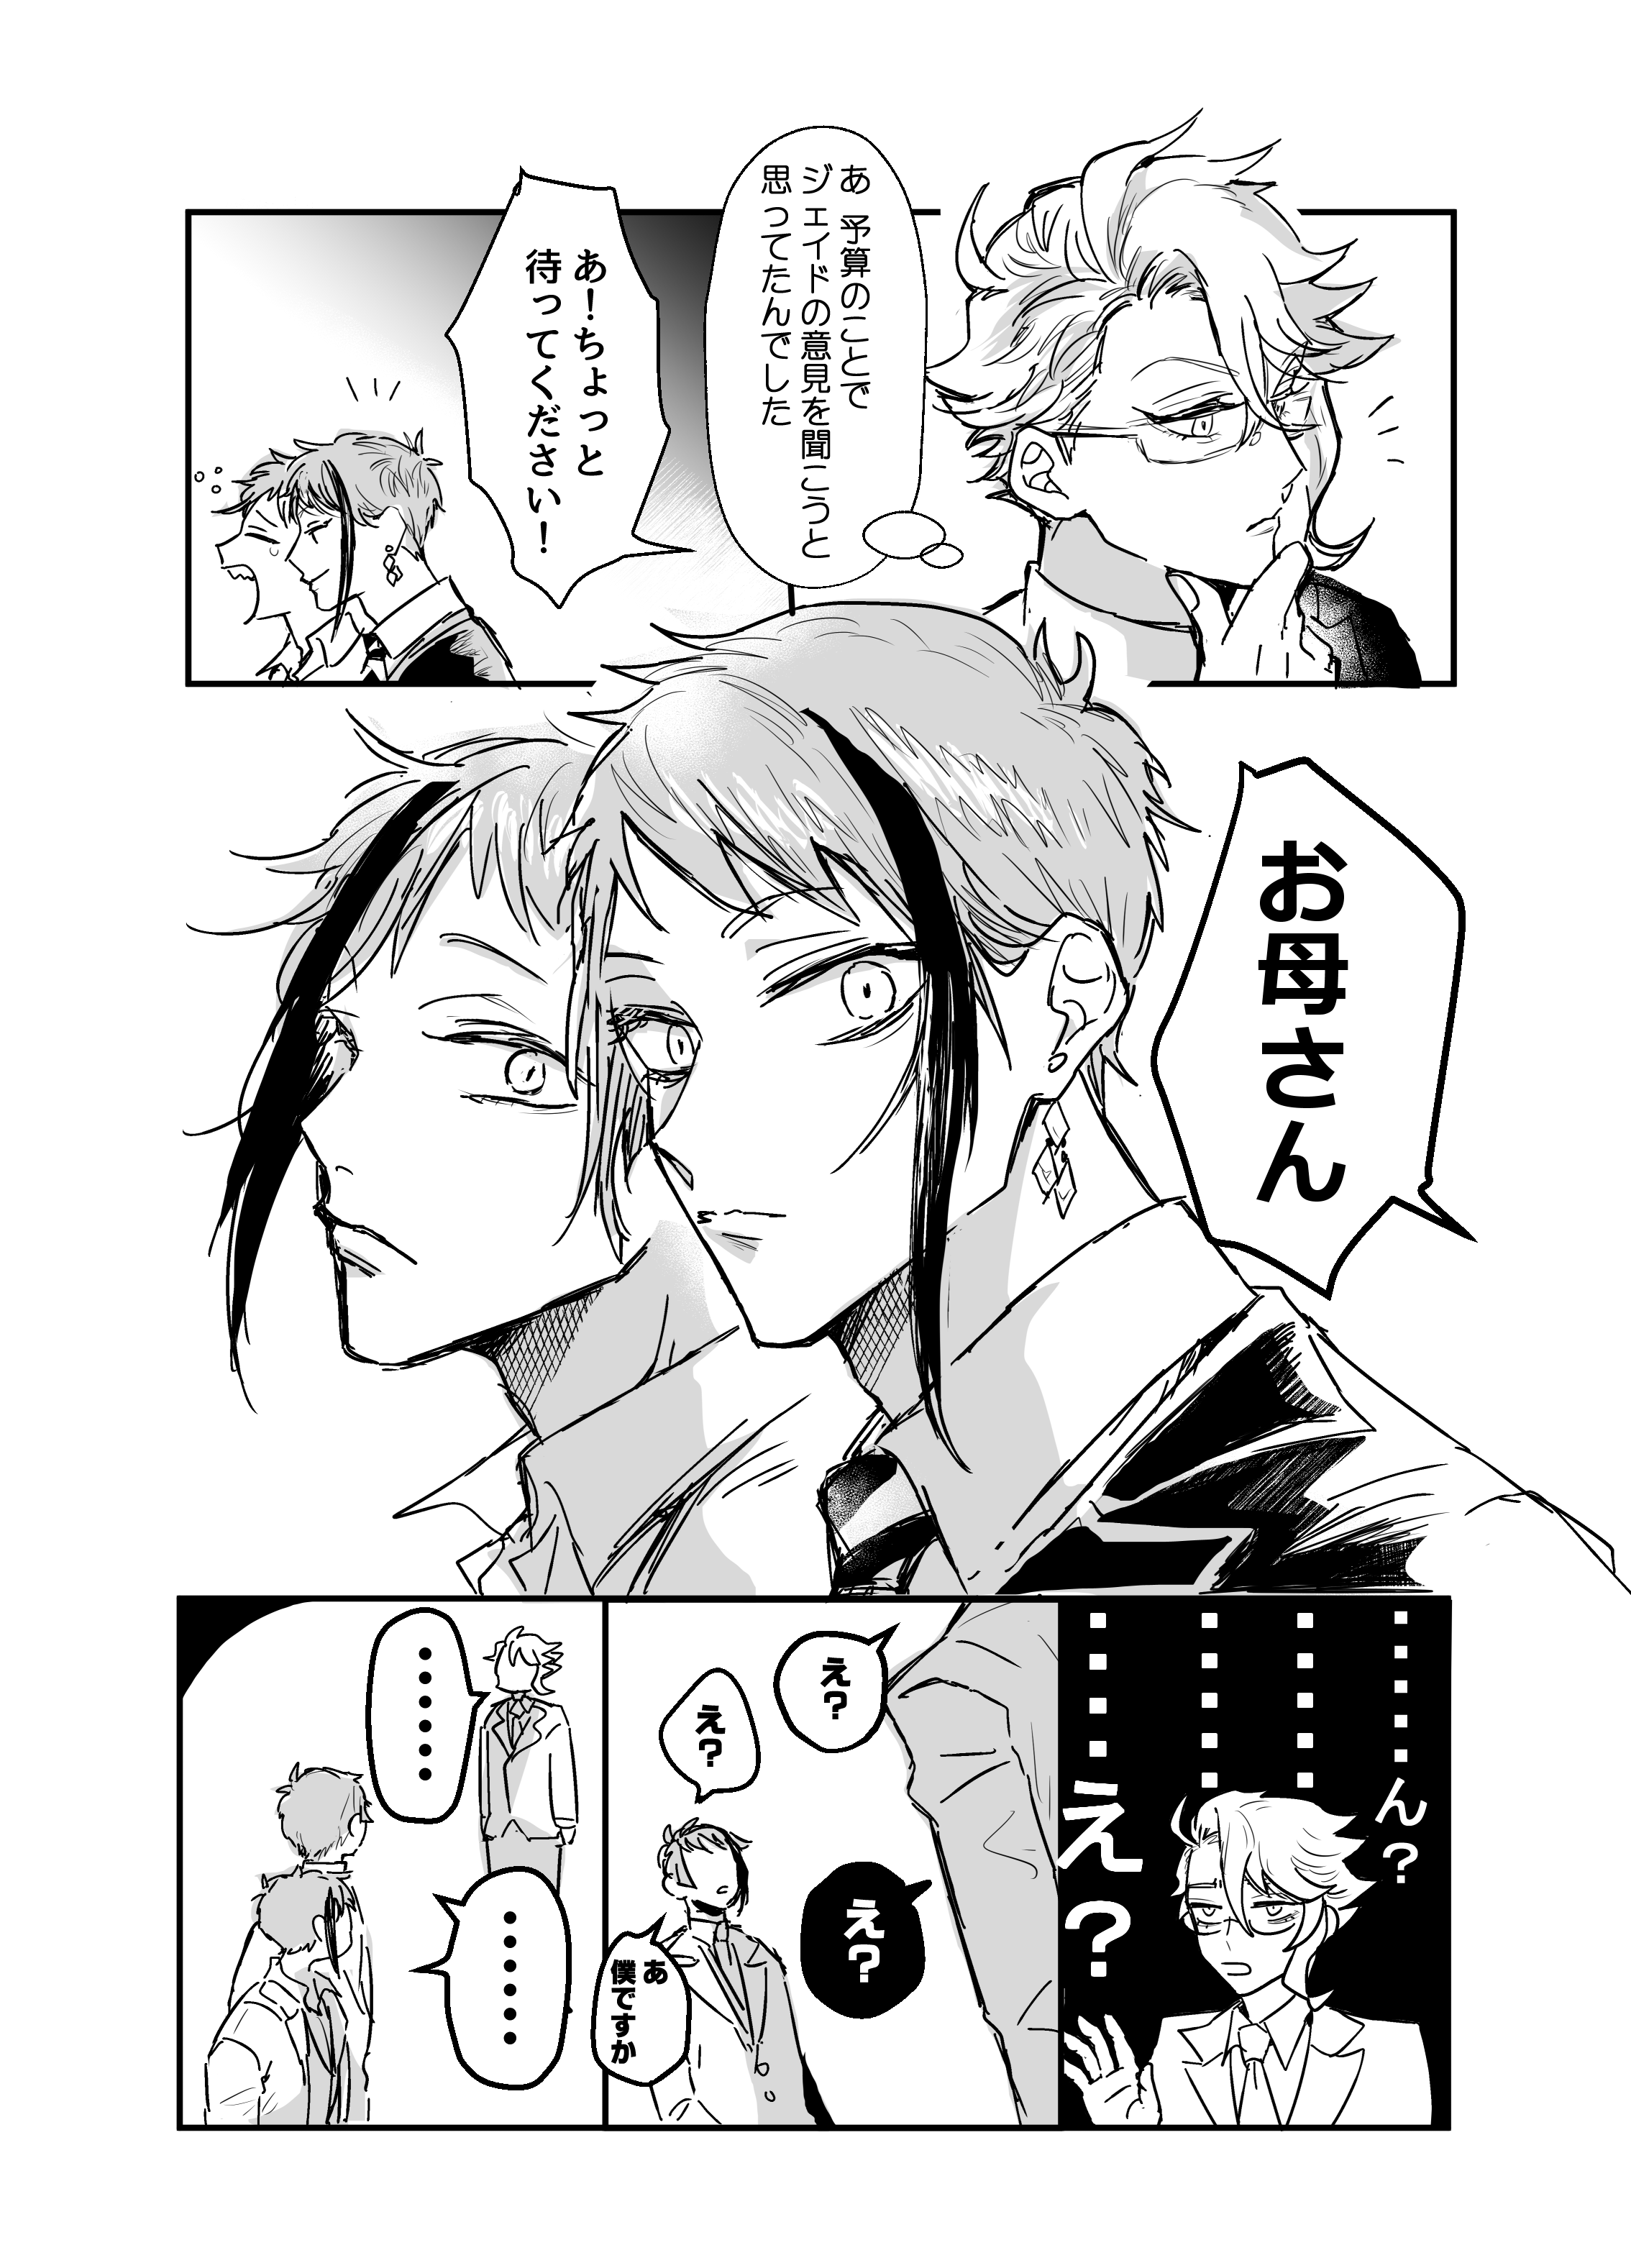 あ 予算のことで
ジェイドの意見を聞こうと
思ってたんでした
あ！ちょっと
待ってください！
お母さん
……ん？
……
……
……え？
え？
え？
え？
あ
僕ですか
……
……